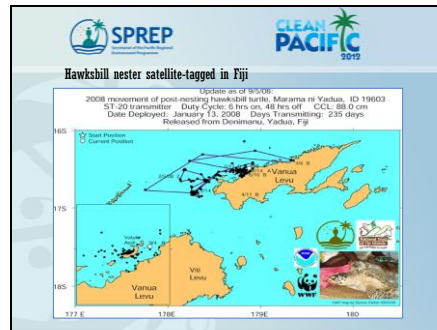 SPREP
Secretariat of the Pacific Regional
Environment Programme
CLEAN
PACIFIC
2012
Hawksbill nester satellite-tagged in Fiji
Update as of 9/5/08:
2008 movement of post-nesting hawksbill turtle, Marama ni Yadua, ID 19603
ST-20 transmitter Duty Cycle: 6 hrs on, 48 hrs off CCL: 88.0 cm
Date Deployed: January 13, 2008 Days Transmitting: 235 days
Released from Denimanu, Yadua, Fiji
16S
Start Position
Current Position
Vanua
Levu
4/11 B
17S
Viti
Levu
Vanua
Levu
18S
WWF
177 E
178E
179E
180